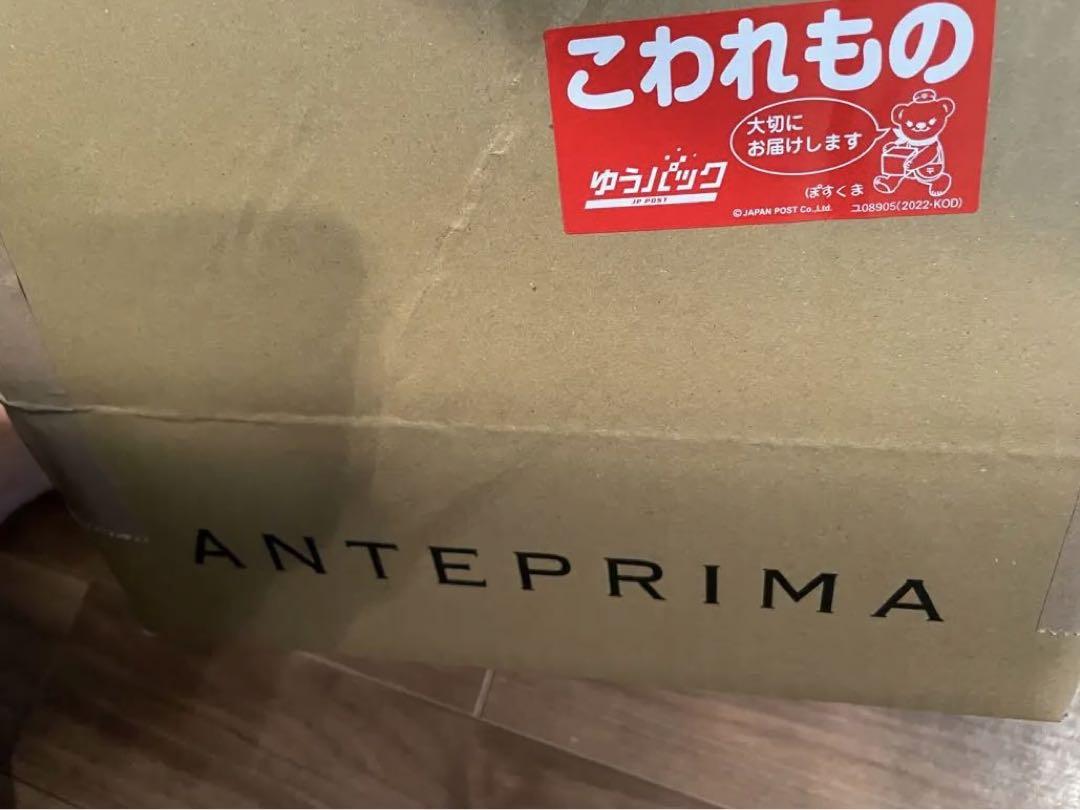 こわれもの
大切に
お届けします
ゆうパック
JP POST
ぽすくま
©JAPAN POST Co.,Ltd. ユ08905(2022・KOD)
ANTEPRIMA